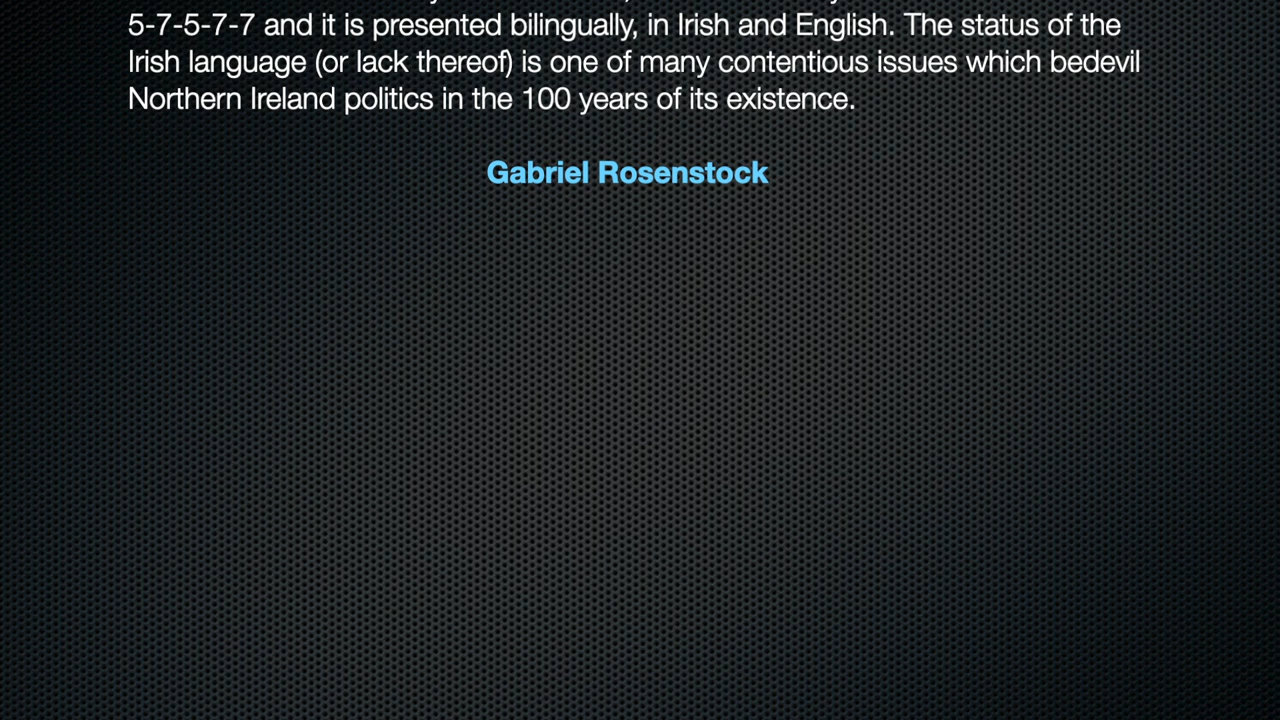 5-7-5-7-7 and it is presented bilingually, in Irish and English. The status of the
Irish language (or lack thereof) is one of many contentious issues which bedevil
Northern Ireland politics in the 100 years of its existence.
Gabriel Rosenstock